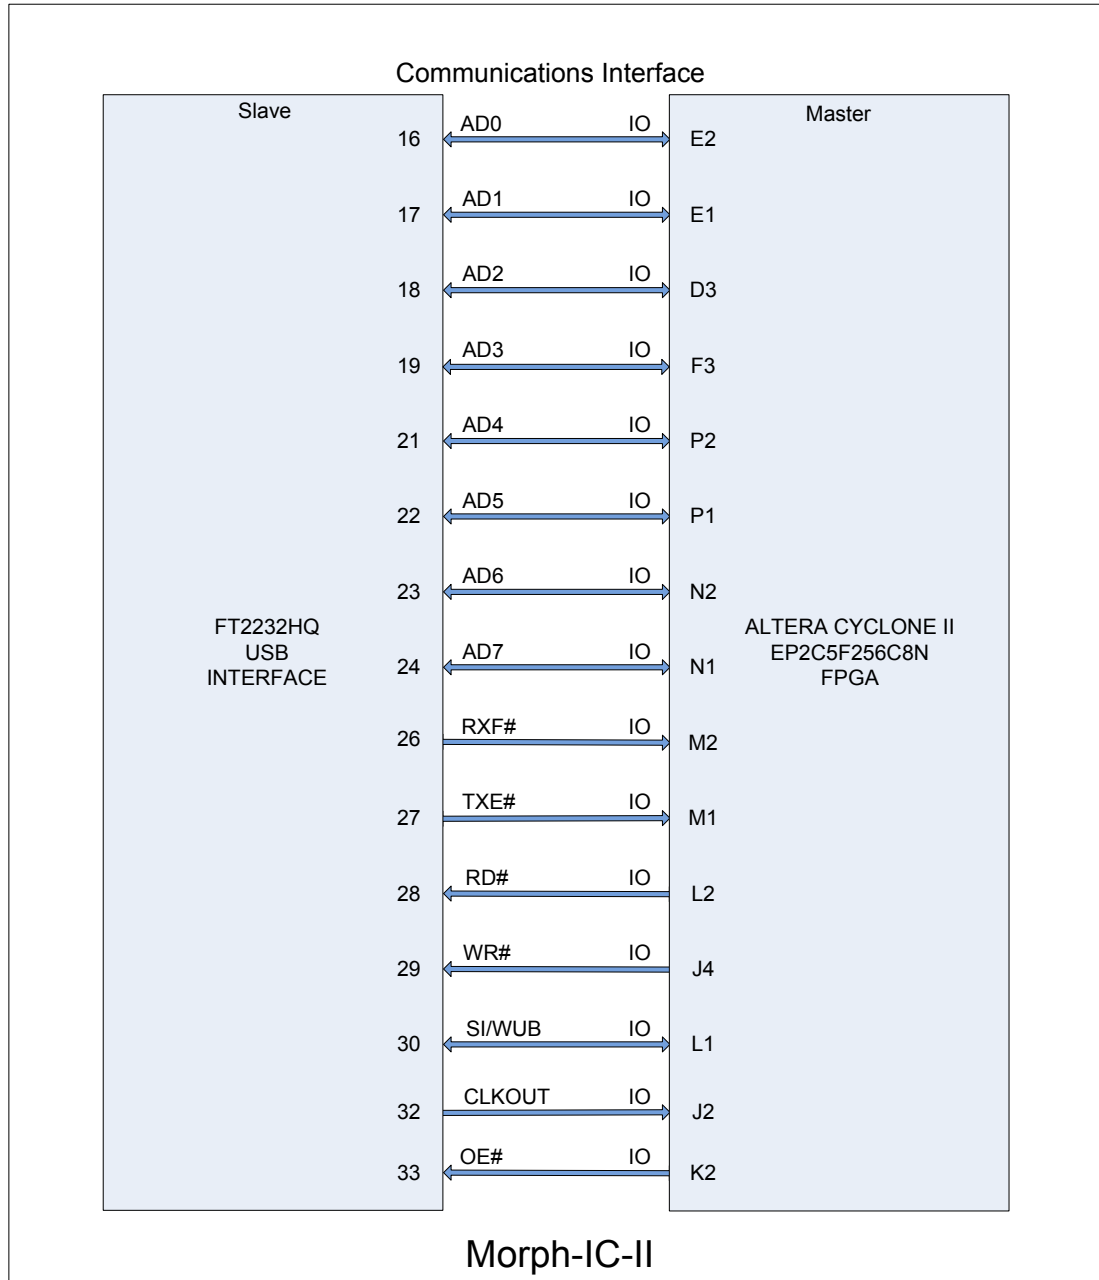 Communications Interface
Slave
Master
16 AD0 IO E2
17 AD1 IO E1
18 AD2 IO D3
19 AD3 IO F3
21 AD4 IO P2
22 AD5 IO P1
23 AD6 IO N2
FT2232HQ
USB
INTERFACE
ALTERA CYCLONE II
EP2C5F256C8N
FPGA
24 AD7 IO N1
26 RXF# IO M2
27 TXE# IO M1
28 RD# IO L2
29 WR# IO J4
30 SI/WUB IO L1
32 CLKOUT IO J2
33 OE# IO K2
Morph-IC-II